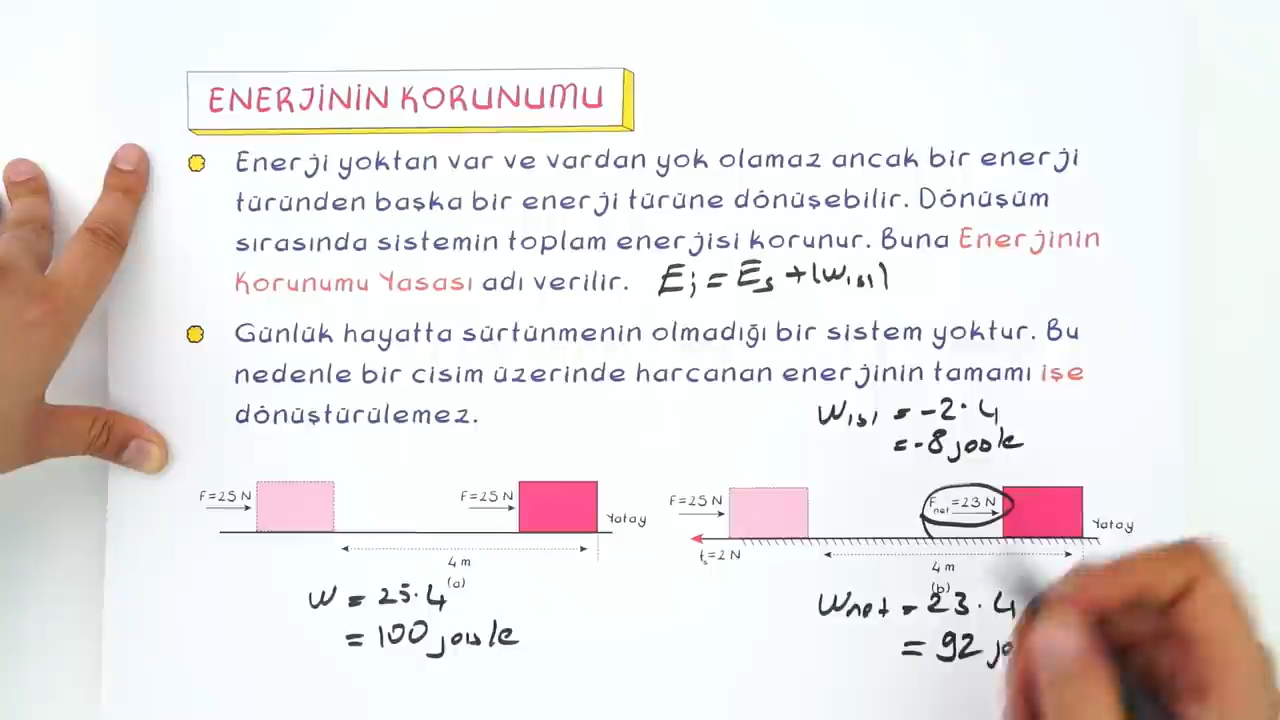 ENERJİNİN KORUNUMU
Enerji yoktan var ve vardan yok olamaz ancak bir enerji
türünden başka bir enerji türüne dönüşebilir. Dönüşüm
sırasında sistemin toplam enerjisi korunur. Buna Enerjinin
Korunumu Yasası adı verilir. Ei = Es + |Wısı|
Günlük hayatta sürtünmenin olmadığı bir sistem yoktur. Bu
nedenle bir cisim üzerinde harcanan enerjinin tamamı işe
dönüştürülemez.
Wısı = -2.4
= -8 joule
F=25 N F=25 N Yatay
4 m
(a)
W = 25.4
= 100 joule
F=25 N Fnet=23 N Yatay
fs=2 N
4 m
(b)
Wnet = 23.4
= 92 jo